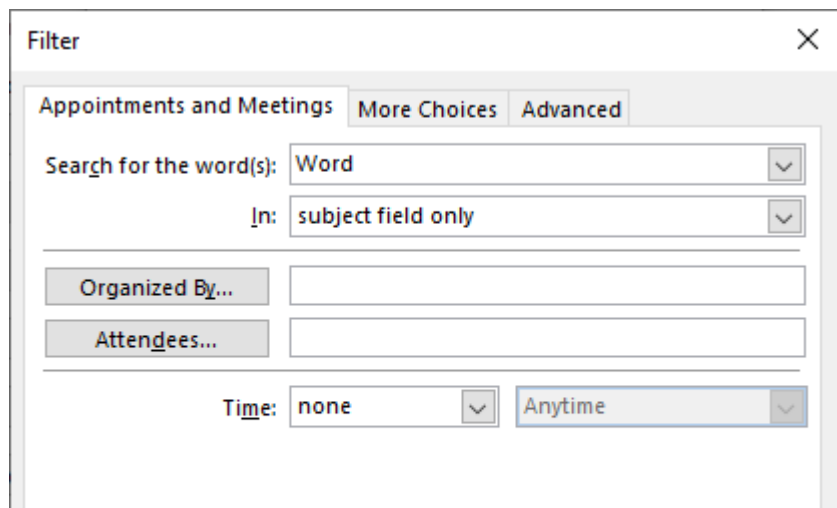 Filter
Appointments and Meetings More Choices Advanced
Search for the word(s): Word
In: subject field only
Organized By...
Attendees...
Time: none Anytime